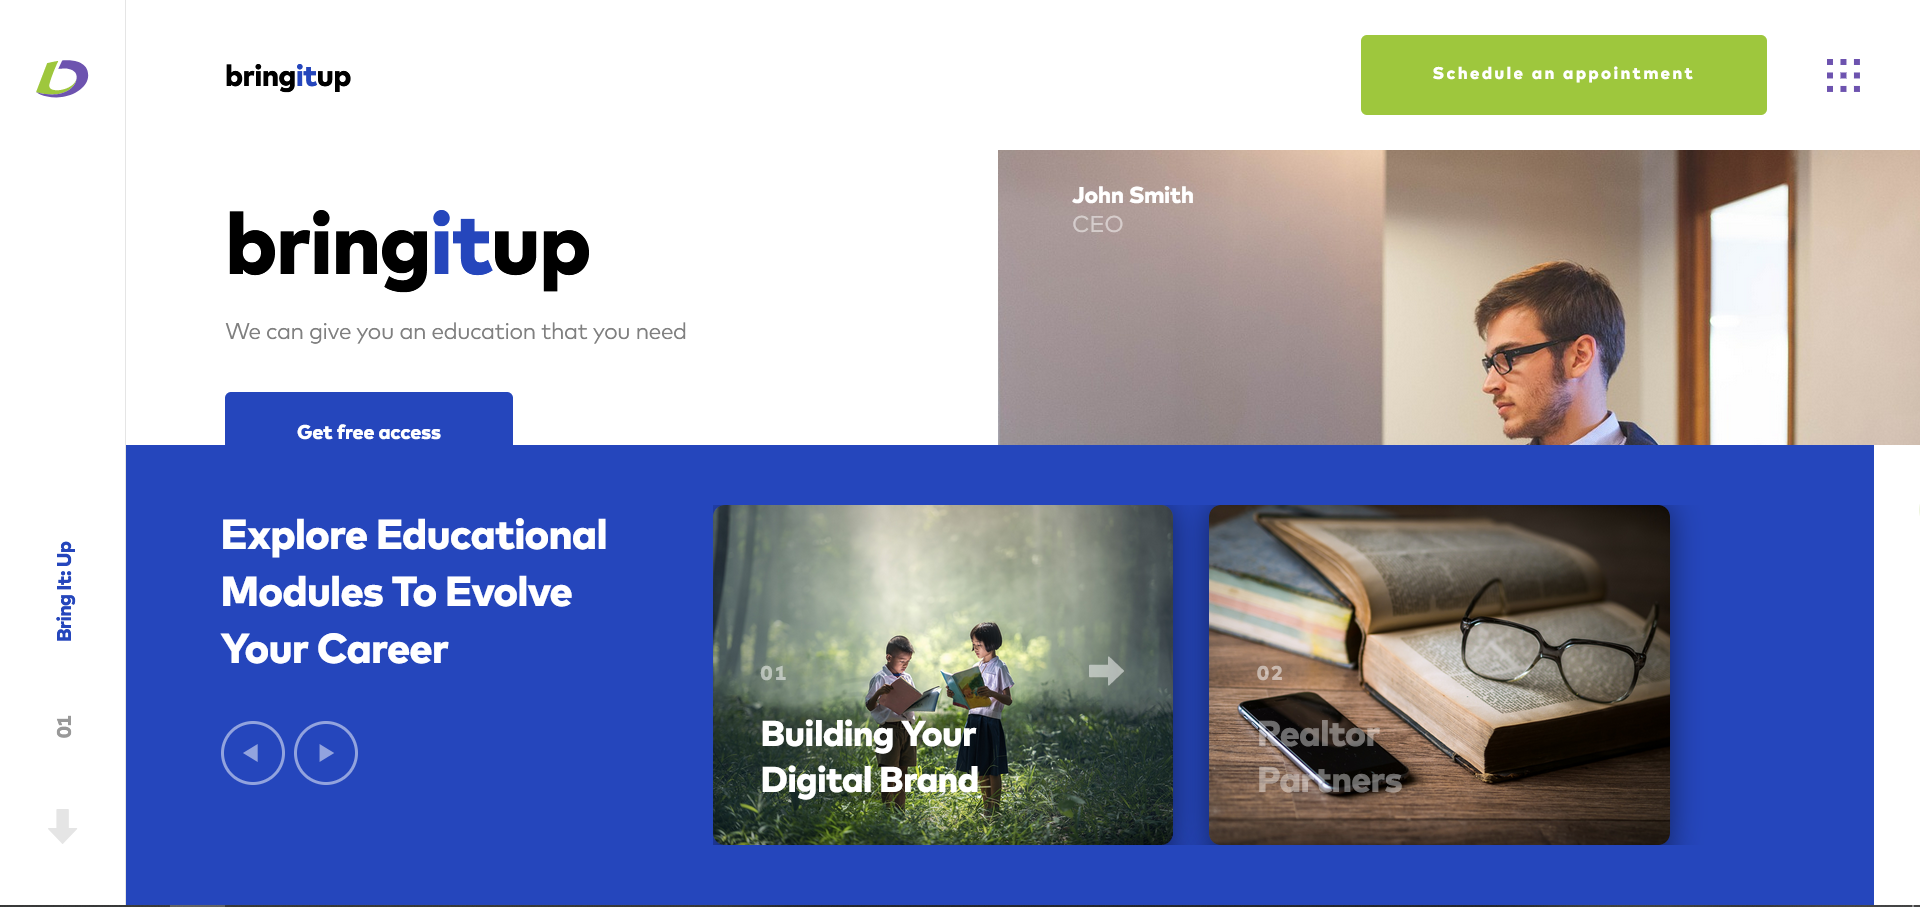 bringitup
Schedule an appointment
John Smith
CEO
bringitup
We can give you an education that you need
Get free access
Explore Educational
Modules To Evolve
Your Career
01
Building Your
Digital Brand
02
Realtor
Partners
Bring It: Up
01